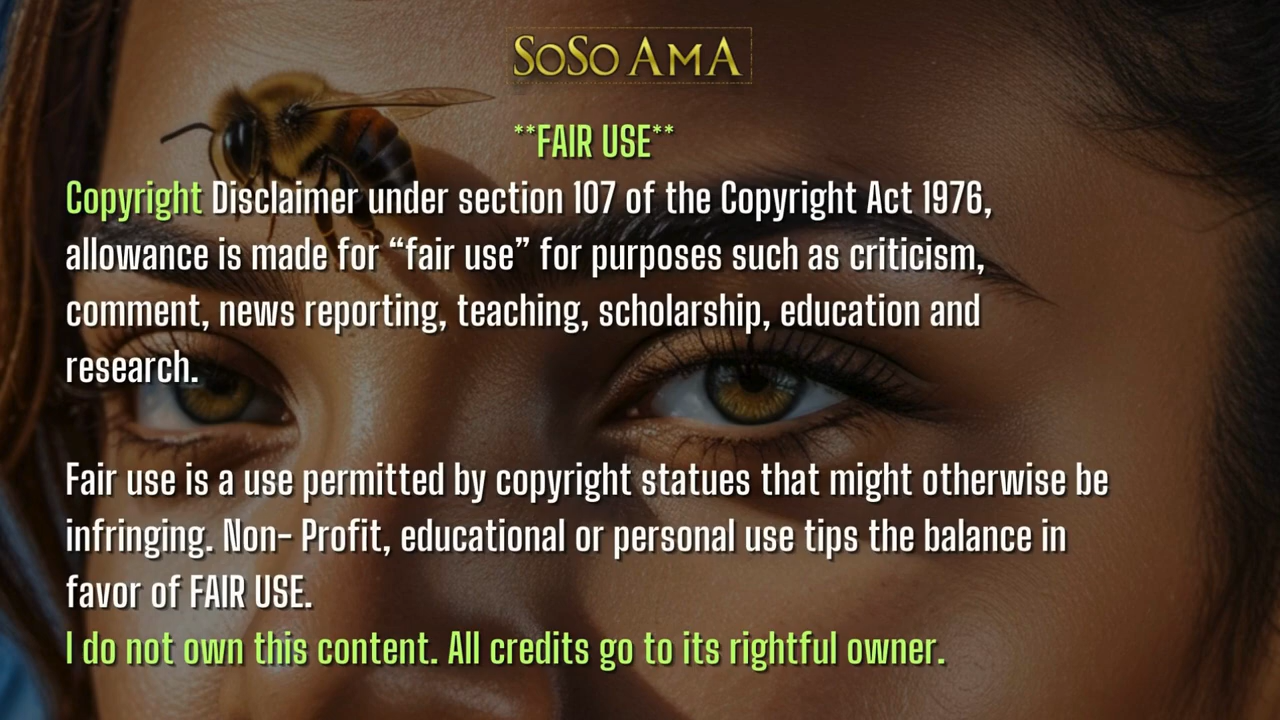 SoSo AmA
**FAIR USE**
Copyright Disclaimer under section 107 of the Copyright Act 1976,
allowance is made for “fair use” for purposes such as criticism,
comment, news reporting, teaching, scholarship, education and
research.
Fair use is a use permitted by copyright statues that might otherwise be
infringing. Non- Profit, educational or personal use tips the balance in
favor of FAIR USE.
I do not own this content. All credits go to its rightful owner.